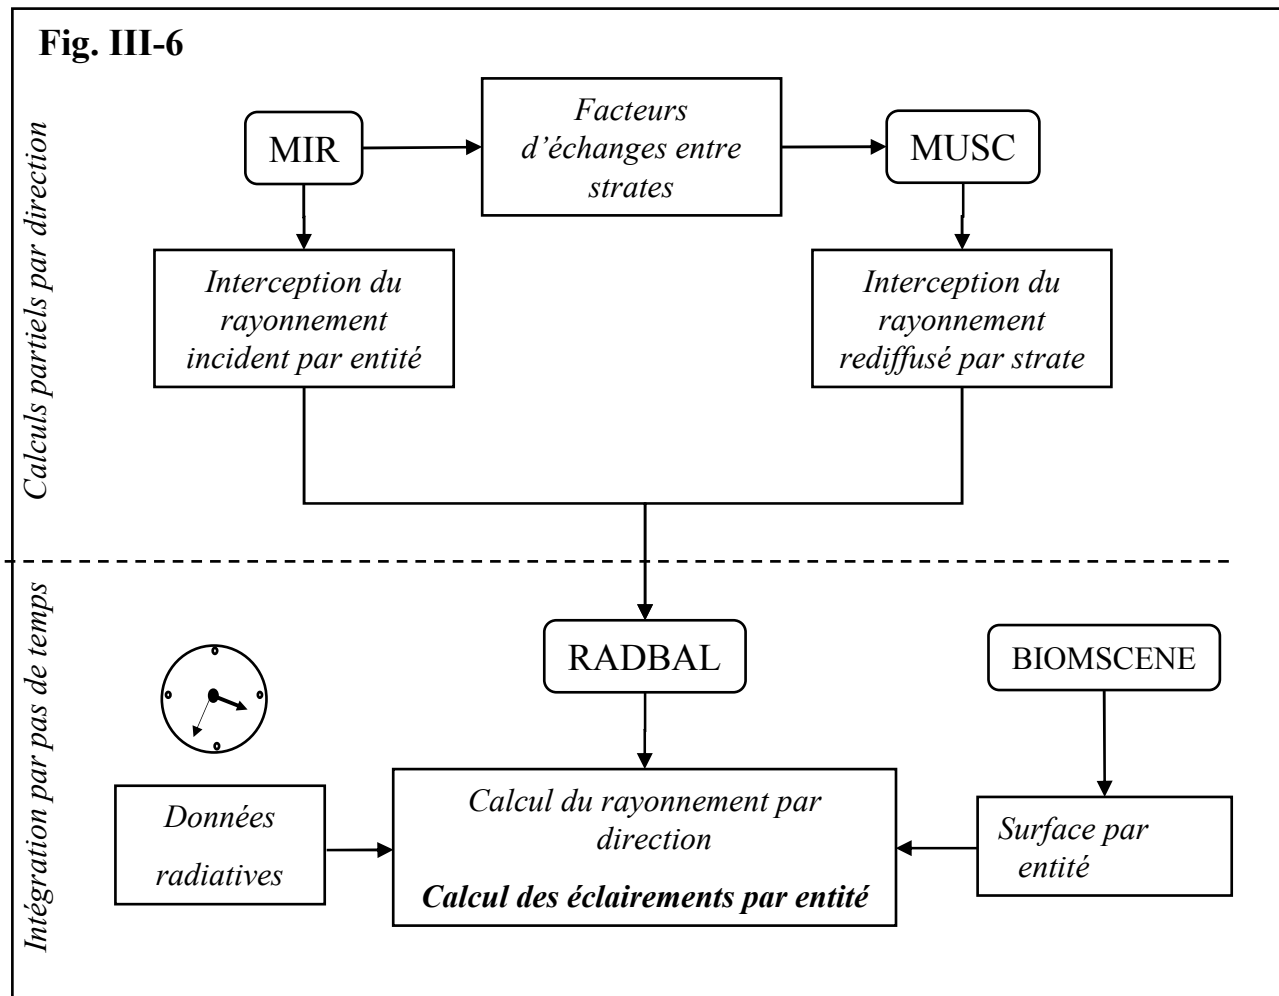 Fig. III-6
Calculs partiels par direction
MIR
Facteurs
d’échanges entre
strates
MUSC
Interception du
rayonnement
incident par entité
Interception du
rayonnement
rediffusé par strate
Intégration par pas de temps
RADBAL
BIOMSCENE
Données
radiatives
Calcul du rayonnement par
direction
Calcul des éclairements par entité
Surface par
entité